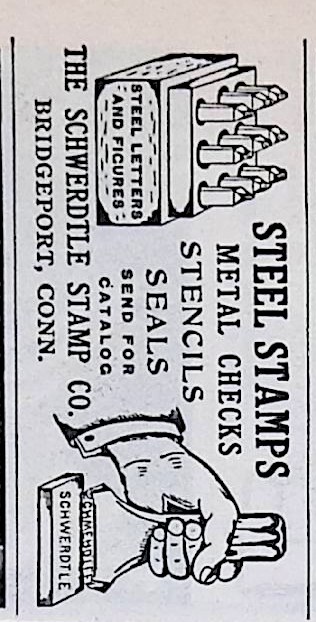 STEEL STAMPS
METAL CHECKS
STENCILS
SEALS
SEND FOR
CATALOG
STEEL LETTERS
AND FIGURES
THE SCHWERDTLE STAMP CO.
BRIDGEPORT, CONN.
SCHWERDTLE
SCHWERDTLE